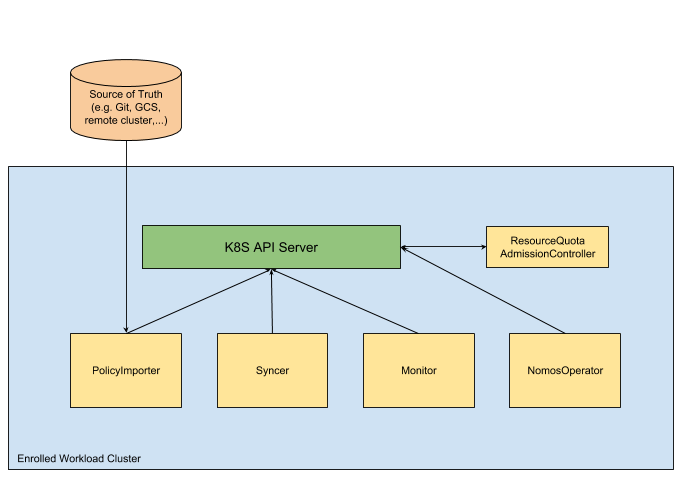 Source of Truth
(e.g. Git, GCS,
remote cluster,...)
K8S API Server
ResourceQuota
AdmissionController
PolicyImporter
Syncer
Monitor
NomosOperator
Enrolled Workload Cluster